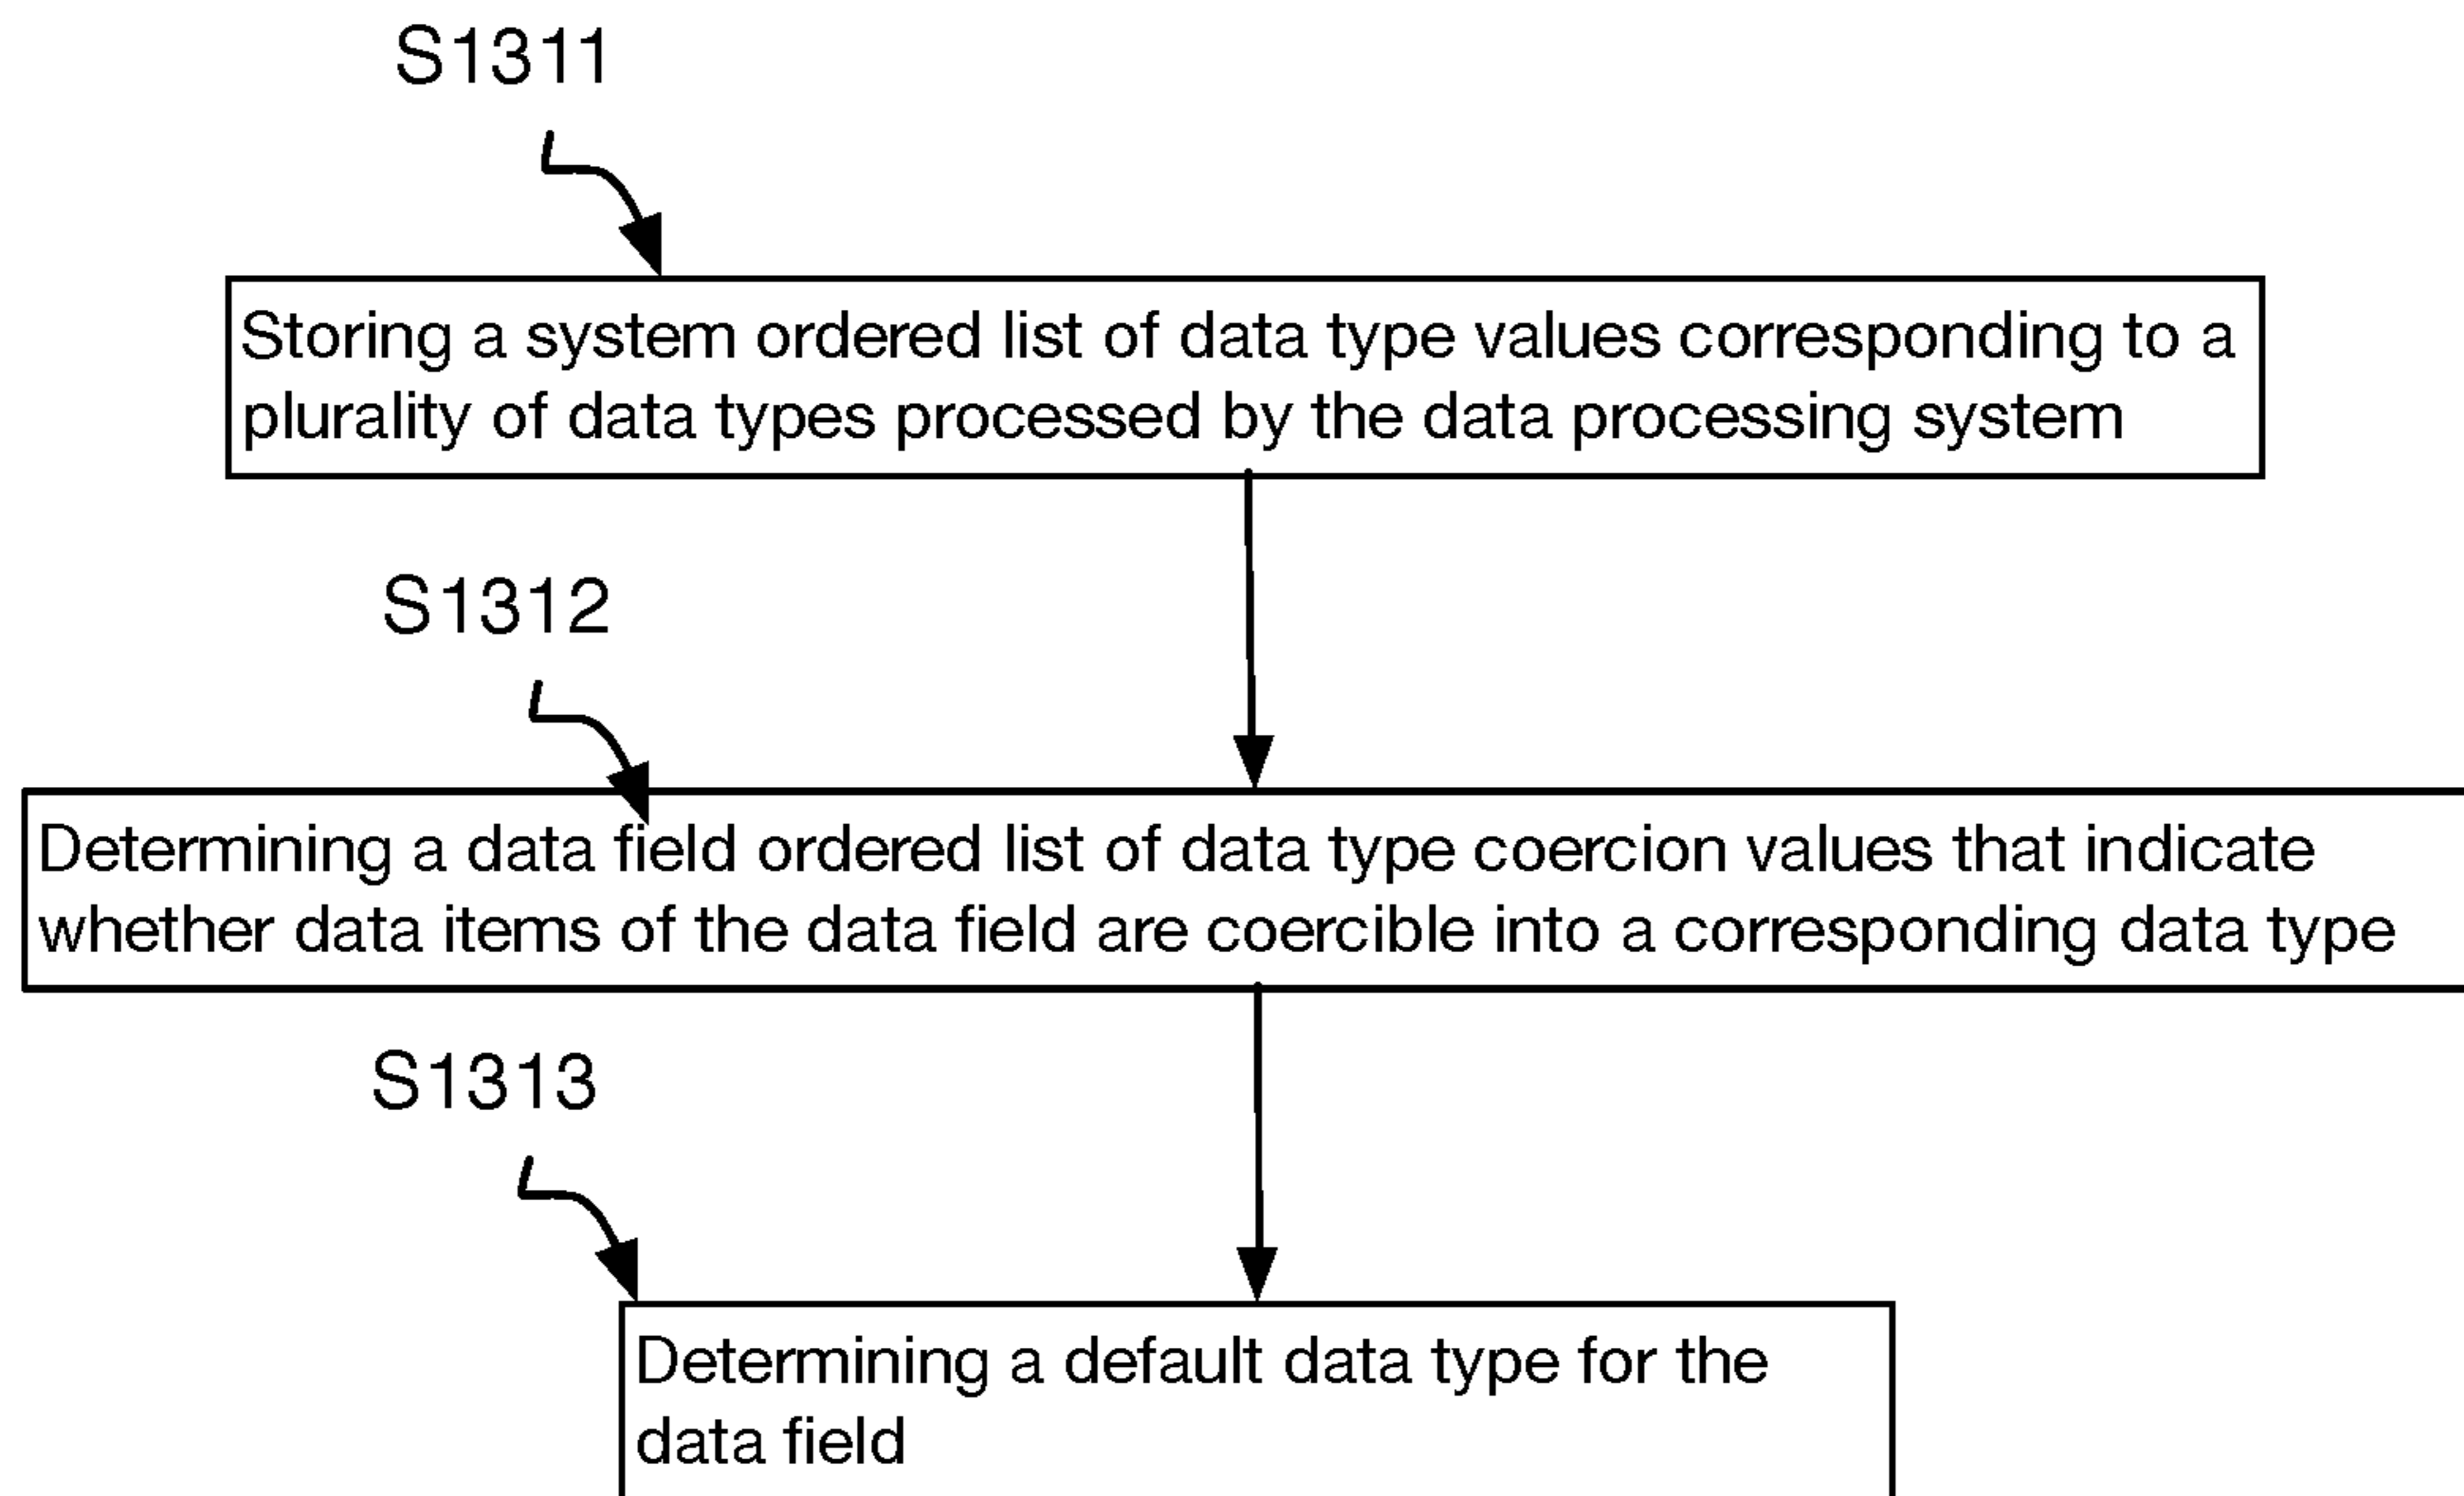 S1311
Storing a system ordered list of data type values corresponding to a
plurality of data types processed by the data processing system
S1312
Determining a data field ordered list of data type coercion values that indicate
whether data items of the data field are coercible into a corresponding data type
S1313
Determining a default data type for the
data field